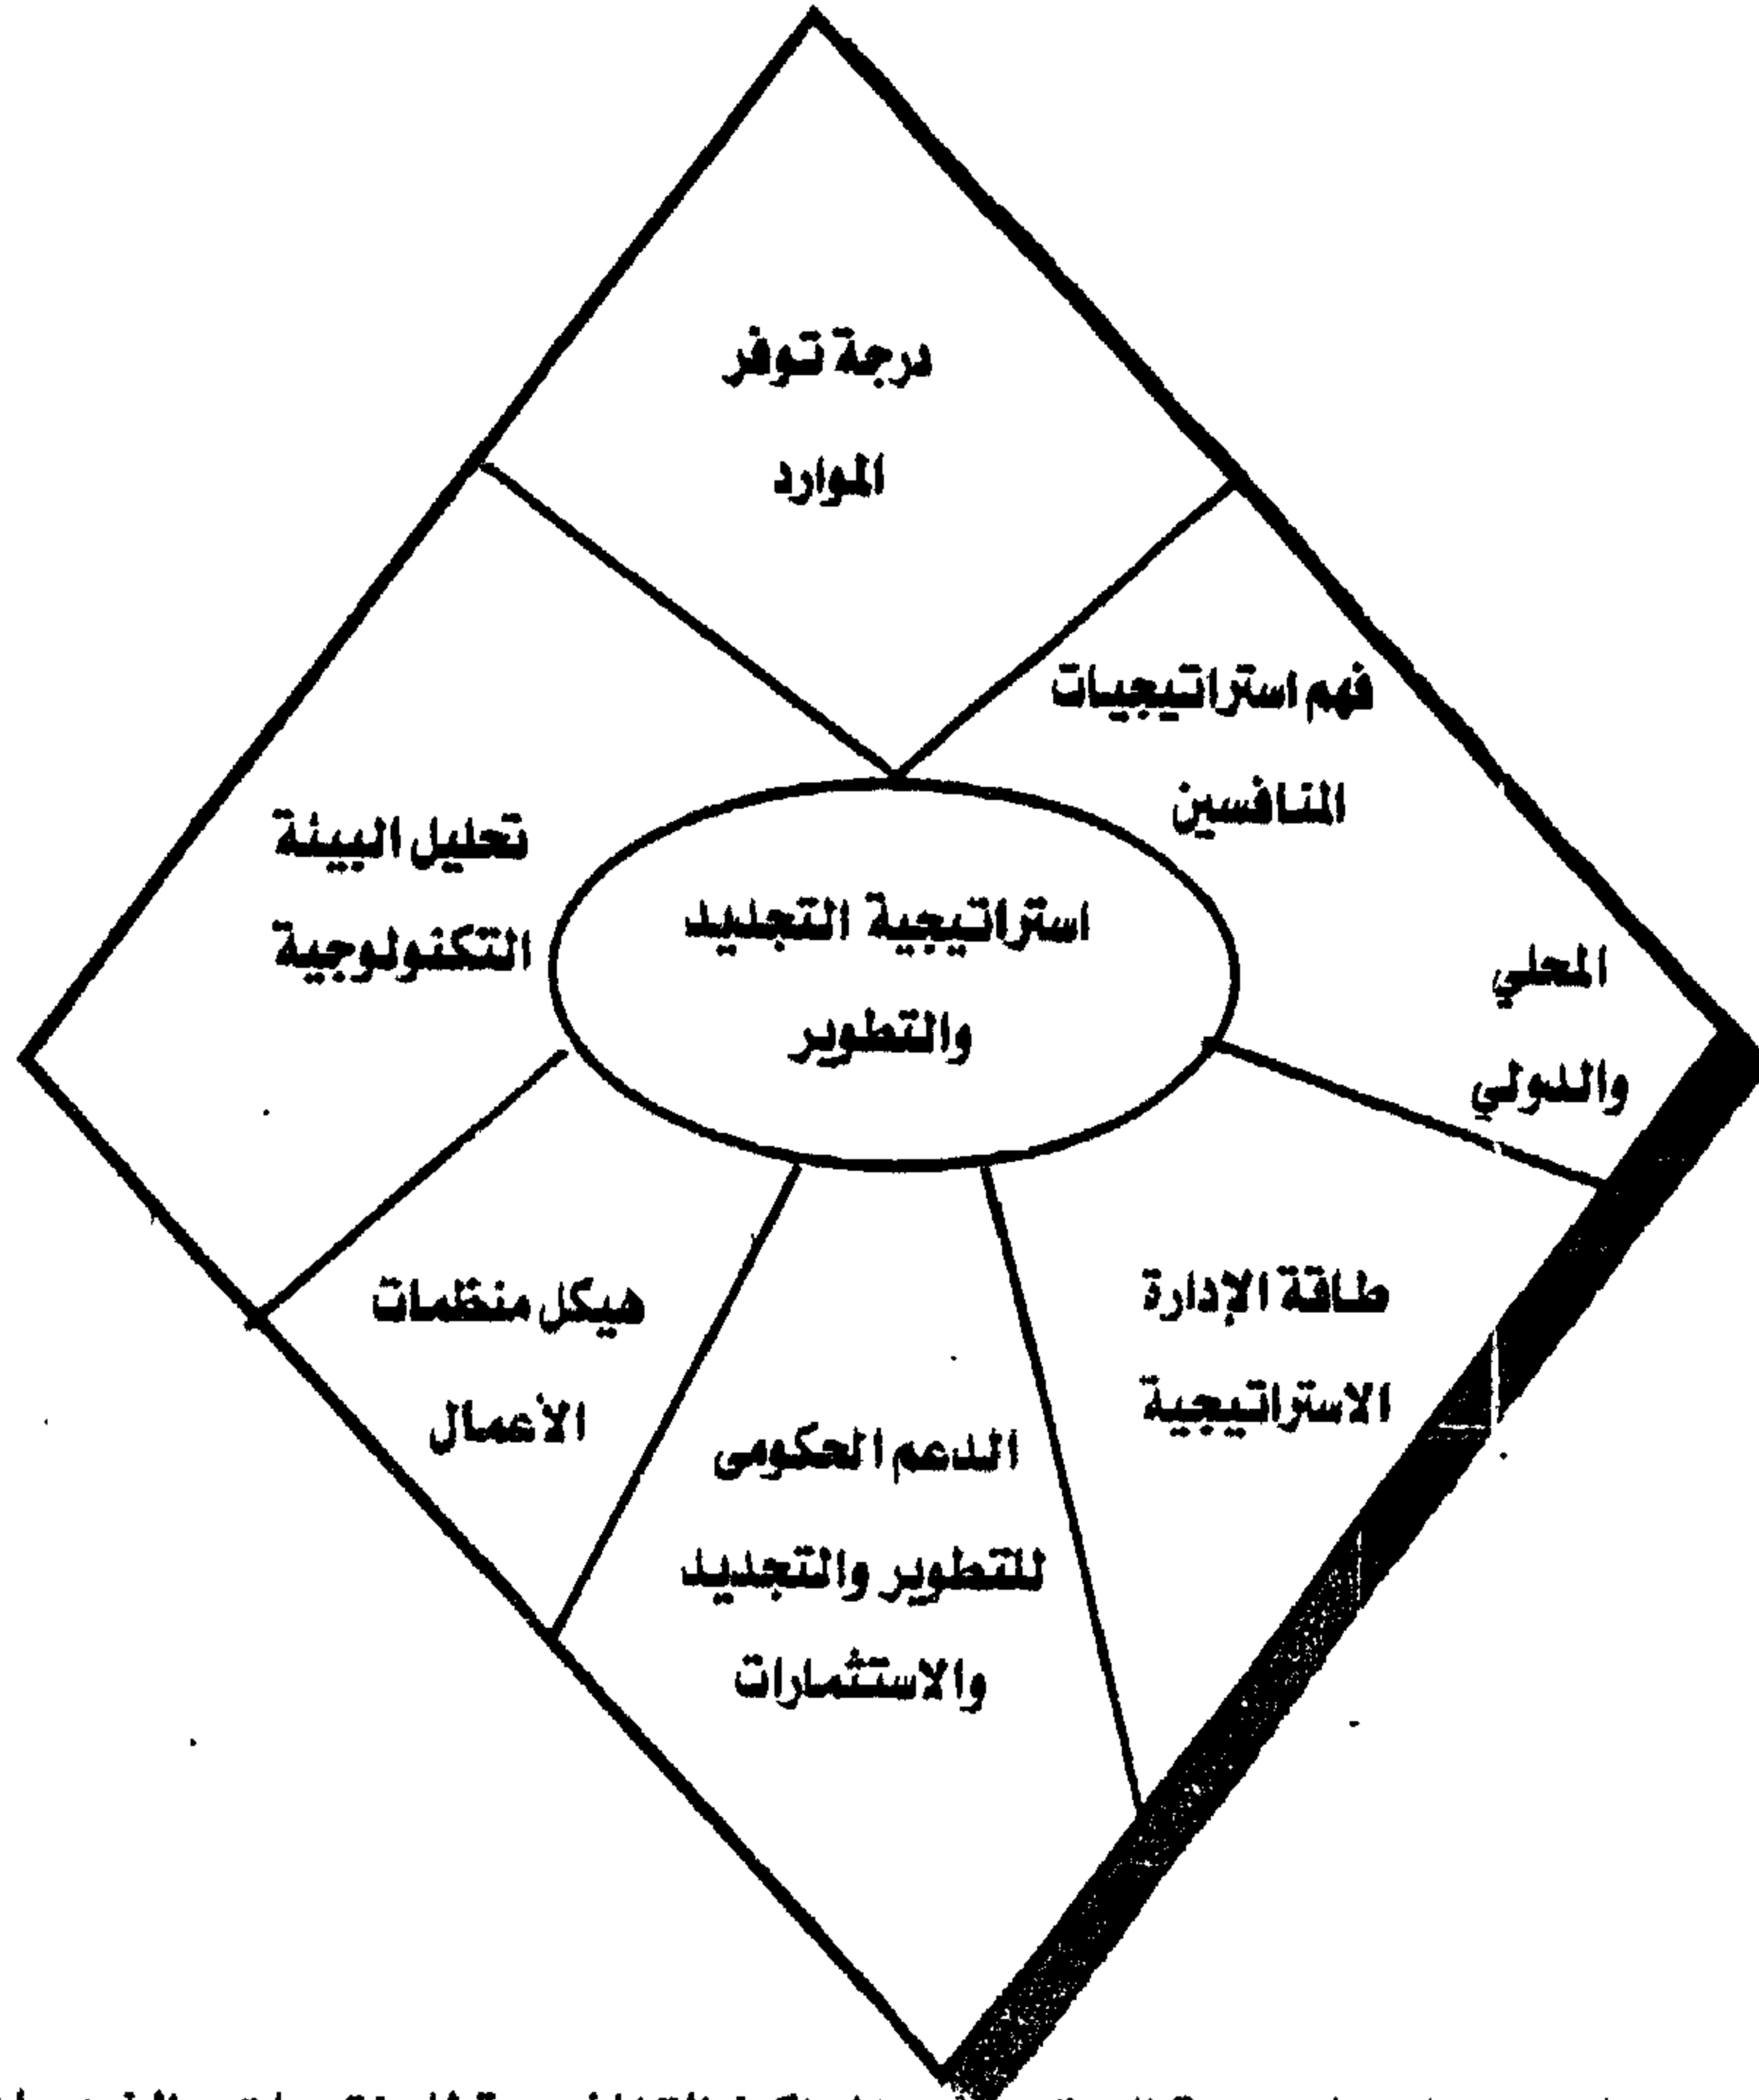 درجة توفر
الموارد
فهم استراتيجيات
المنافسين
المحلي
والدولي
تحليل البيئة
التكنولوجية
استراتيجية التجديد
والتطوير
طاقة الإدارة
الاستراتيجية
هيكل منظمات
الأعمال
الدعم الحكومى
للتطوير والتجديد
والاستثمارات